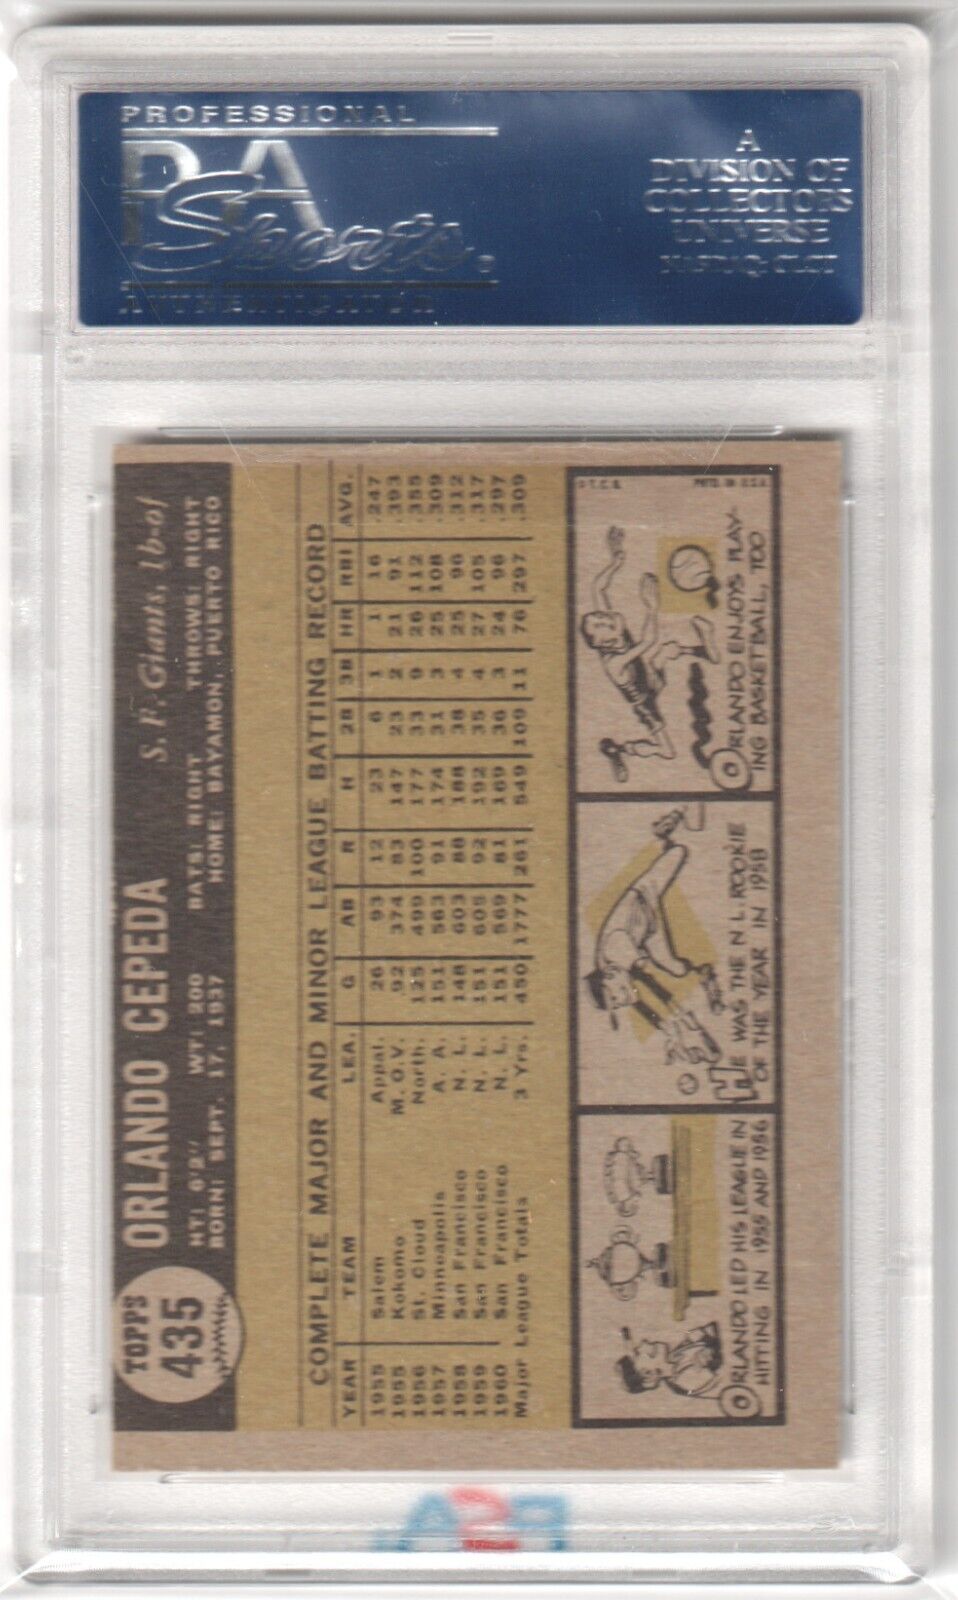 PROFESSIONAL
PSA
Sports
AUTHENTICATOR
A
DIVISION OF
COLLECTORS
UNIVERSE
NASDAQ: CLCT
TOPPS
435
ORLANDO CEPEDA
S. F. Giants, 1b-of
HT: 6'2" WT: 200 BATS: RIGHT THROWS: RIGHT
BORN: SEPT. 17, 1937 HOME: BAYAMON, PUERTO RICO
COMPLETE MAJOR AND MINOR LEAGUE BATTING RECORD
YEAR TEAM LEA. G AB R H 2B 3B HR RBI AVG.
1955 Salem Appal. 26 93 12 23 6 1 1 16 .247
1955 Kokomo M. O. V. 92 374 83 147 23 2 21 91 .393
1956 St. Cloud North. 125 499 100 177 33 9 26 112 .355
1957 Minneapolis A. A. 151 563 91 174 31 3 25 108 .309
1958 San Francisco N. L. 148 603 88 188 38 4 25 96 .312
1959 San Francisco N. L. 151 605 92 192 35 4 27 105 .317
1960 San Francisco N. L. 151 569 81 169 36 3 24 96 .297
Major League Totals 3 Yrs. 450 1777 261 549 109 11 76 297 .309
ORLANDO LED HIS LEAGUE IN
HITTING IN 1955 AND 1956
HE WAS THE N.L. ROOKIE
OF THE YEAR IN 1958
© T. C. G. PRTD. IN U.S.A.
ORLANDO ENJOYS PLAY-
ING BASKETBALL, TOO
PSA